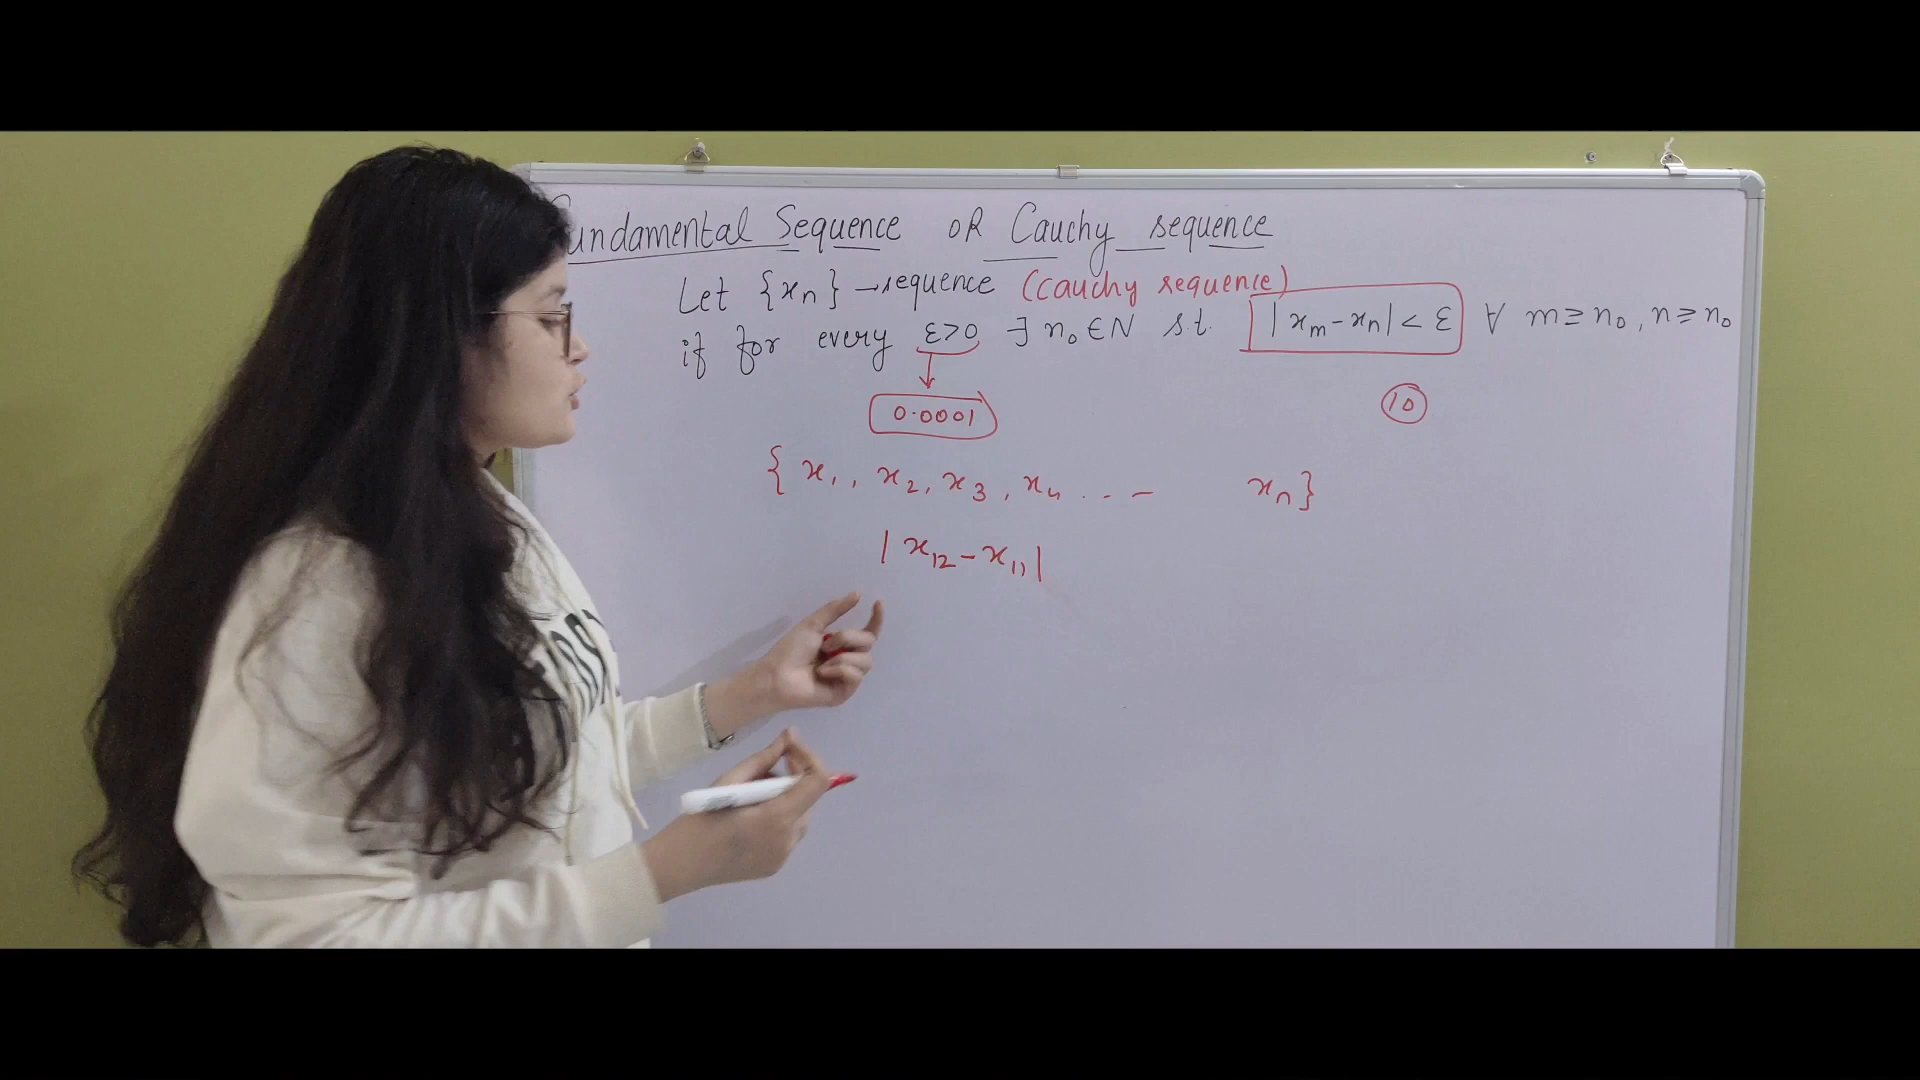 Fundamental Sequence OR Cauchy sequence
Let {xn} → sequence (cauchy sequence)
if for every ε>0 ∃ n₀ ∈ N s.t. |xm-xn| < ε ∀ m≥n₀, n≥n₀
0.0001
10
{ x₁, x₂, x₃, x₄ ... – xn}
| x₁₂ - x₁₁|